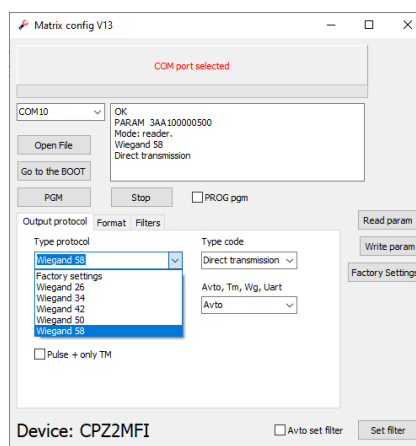 Matrix config V13
COM port selected
COM10
OK
PARAM 3AA100000500
Mode: reader.
Wiegand 58
Direct transmission
Open File
Go to the BOOT
PGM
Stop
PROG pgm
Output protocol
Format
Filters
Read param
Write param
Factory Settings
Type protocol
Type code
Wiegand 58
Direct transmission
Factory settings
Wiegand 26
Wiegand 34
Wiegand 42
Wiegand 50
Wiegand 58
Avto, Tm, Wg, Uart
Avto
Pulse + only TM
Device: CPZ2MFI
Avto set filter
Set filter